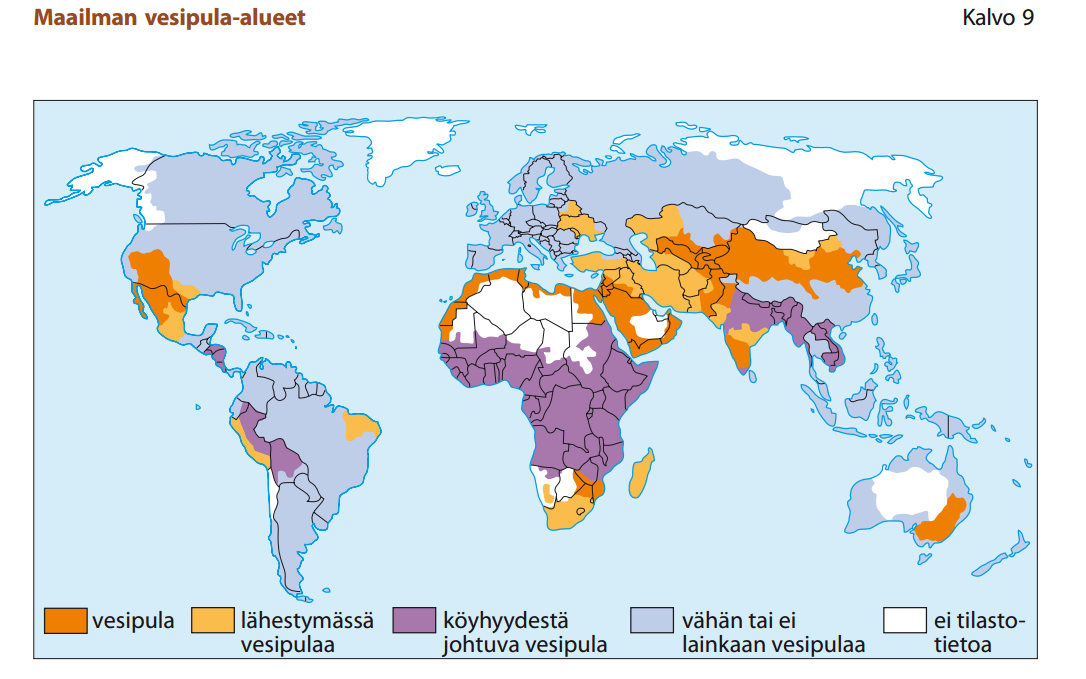 Maailman vesipula-alueet
Kalvo 9
vesipula
lähestymässä
vesipulaa
köyhyydestä
johtuva vesipula
vähän tai ei
lainkaan vesipulaa
ei tilasto-
tietoa